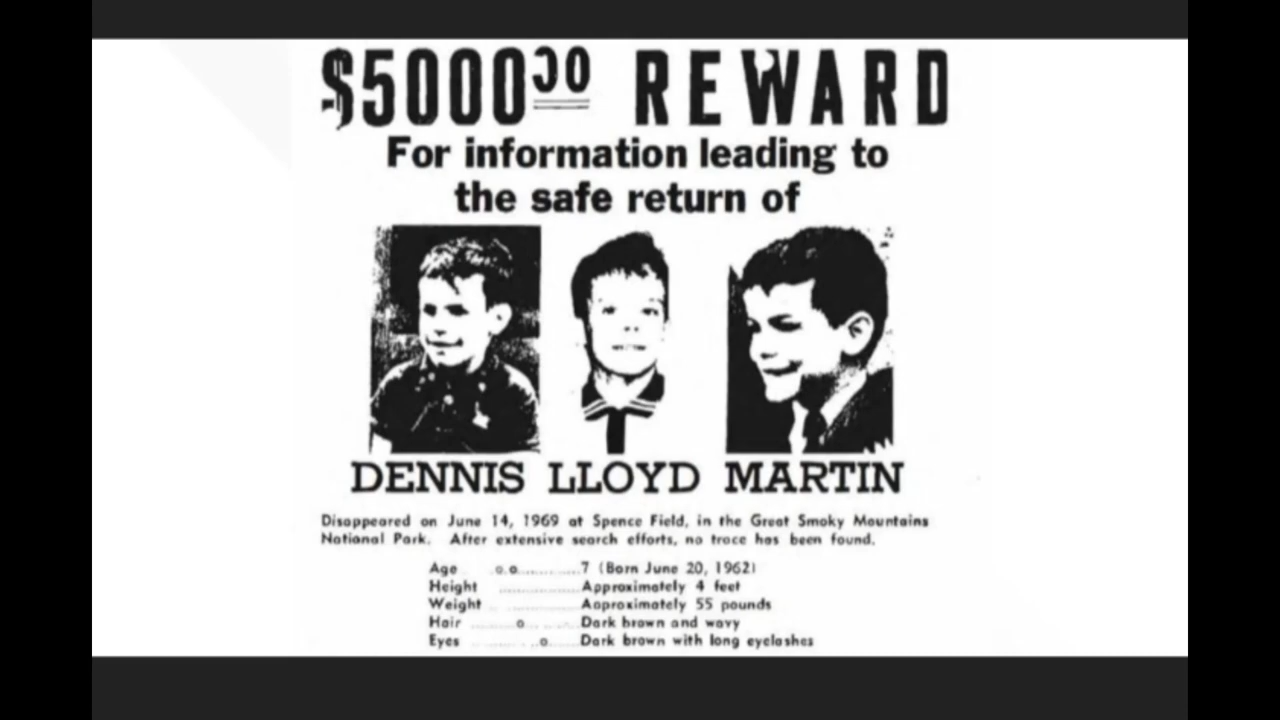 $5000.00 REWARD
For information leading to
the safe return of
DENNIS LLOYD MARTIN
Disappeared on June 14, 1969 at Spence Field, in the Great Smoky Mountains
National Park. After extensive search efforts, no trace has been found.
Age ............7 (Born June 20, 1962)
Height ............Approximately 4 feet
Weight ............Approximately 55 pounds
Hair ............Dark brown and wavy
Eyes ............Dark brown with long eyelashes